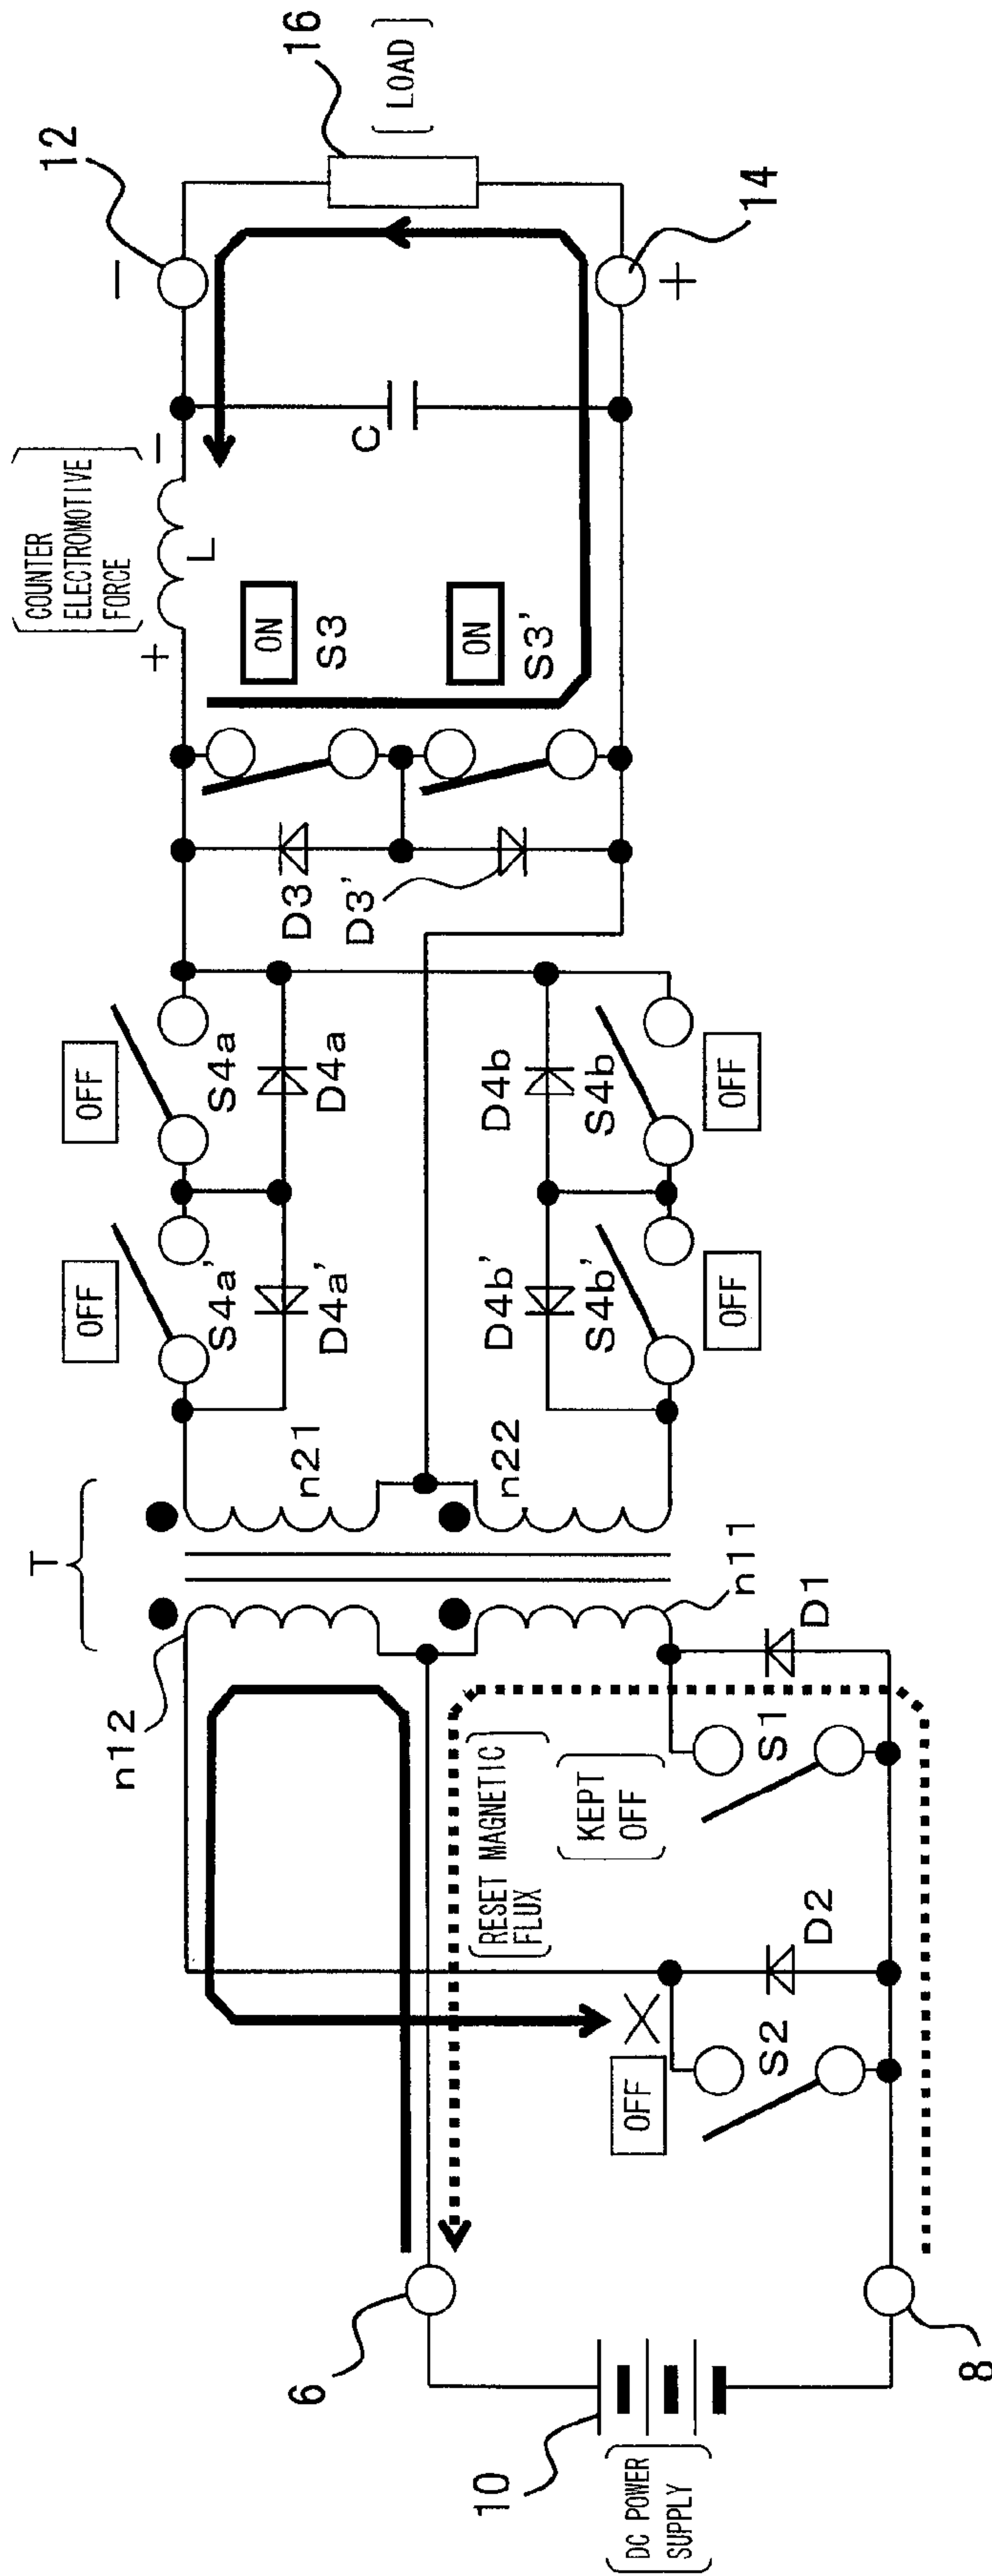 T
COUNTER
ELECTROMOTIVE
FORCE
12
16
n12
OFF
OFF
+
−
−
S4a'
S4a
L
[LOAD]
D4a'
D4a
n21
D3
ON
S3
C
6
D3'
RESET MAGNETIC
FLUX
n22
D4b'
D4b
ON
S3'
10
KEPT
OFF
S4b'
S4b
14
+
DC POWER
SUPPLY
OFF
×
n11
OFF
OFF
S2
S1
D2
D1
8